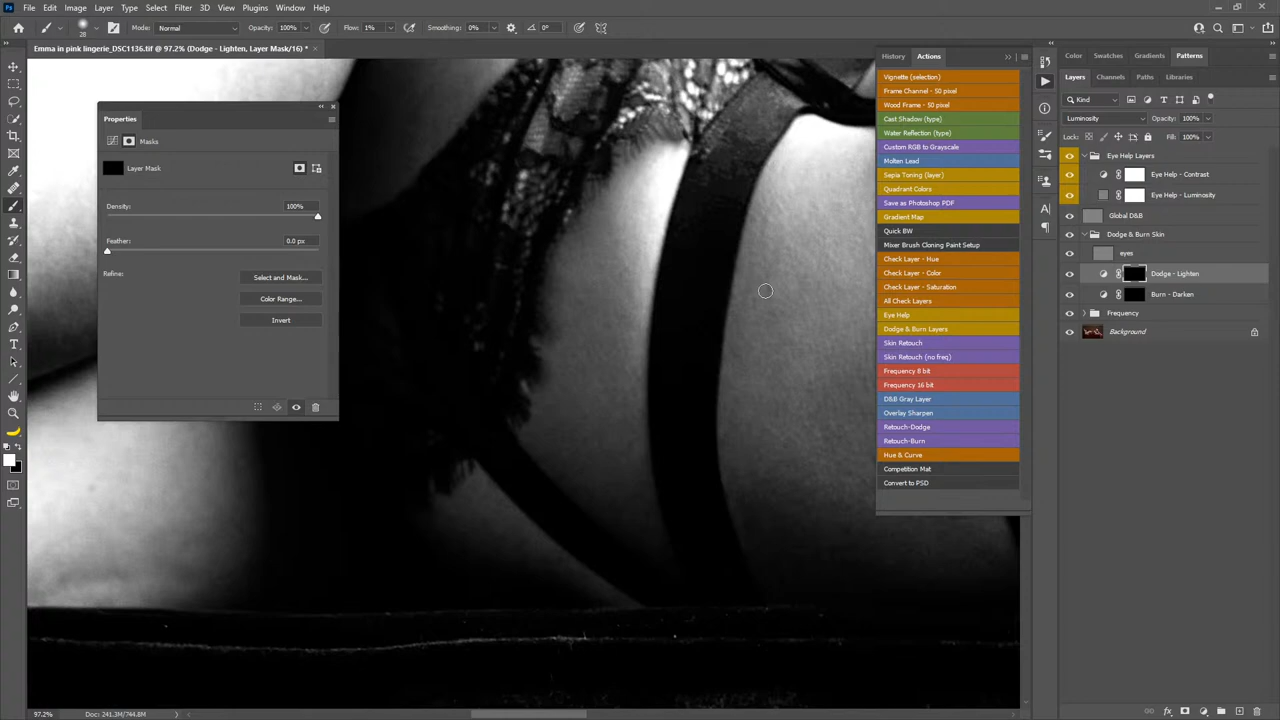 File Edit Image Layer Type Select Filter 3D View Plugins Window Help
Mode: Normal Opacity: 100% Flow: 1% Smoothing: 0% 0°
28
Emma in pink lingerie_DSC1136.tif @ 97.2% (Dodge - Lighten, Layer Mask/16) *
Properties
Masks
Layer Mask
Density: 100%
Feather: 0.0 px
Refine:
Select and Mask...
Color Range...
Invert
History Actions
Vignette (selection)
Frame Channel - 50 pixel
Wood Frame - 50 pixel
Cast Shadow (type)
Water Reflection (type)
Custom RGB to Grayscale
Molten Lead
Sepia Toning (layer)
Quadrant Colors
Save as Photoshop PDF
Gradient Map
Quick BW
Mixer Brush Cloning Paint Setup
Check Layer - Hue
Check Layer - Color
Check Layer - Saturation
All Check Layers
Eye Help
Dodge & Burn Layers
Skin Retouch
Skin Retouch (no freq)
Frequency 8 bit
Frequency 16 bit
D&B Gray Layer
Overlay Sharpen
Retouch-Dodge
Retouch-Burn
Hue & Curve
Competition Mat
Convert to PSD
Color Swatches Gradients Patterns
Layers Channels Paths Libraries
Kind
Luminosity Opacity: 100%
Lock: Fill: 100%
Eye Help Layers
Eye Help - Contrast
Eye Help - Luminosity
Global D&B
Dodge & Burn Skin
eyes
Dodge - Lighten
Burn - Darken
Frequency
Background
97.2% Doc: 241.3M/744.8M